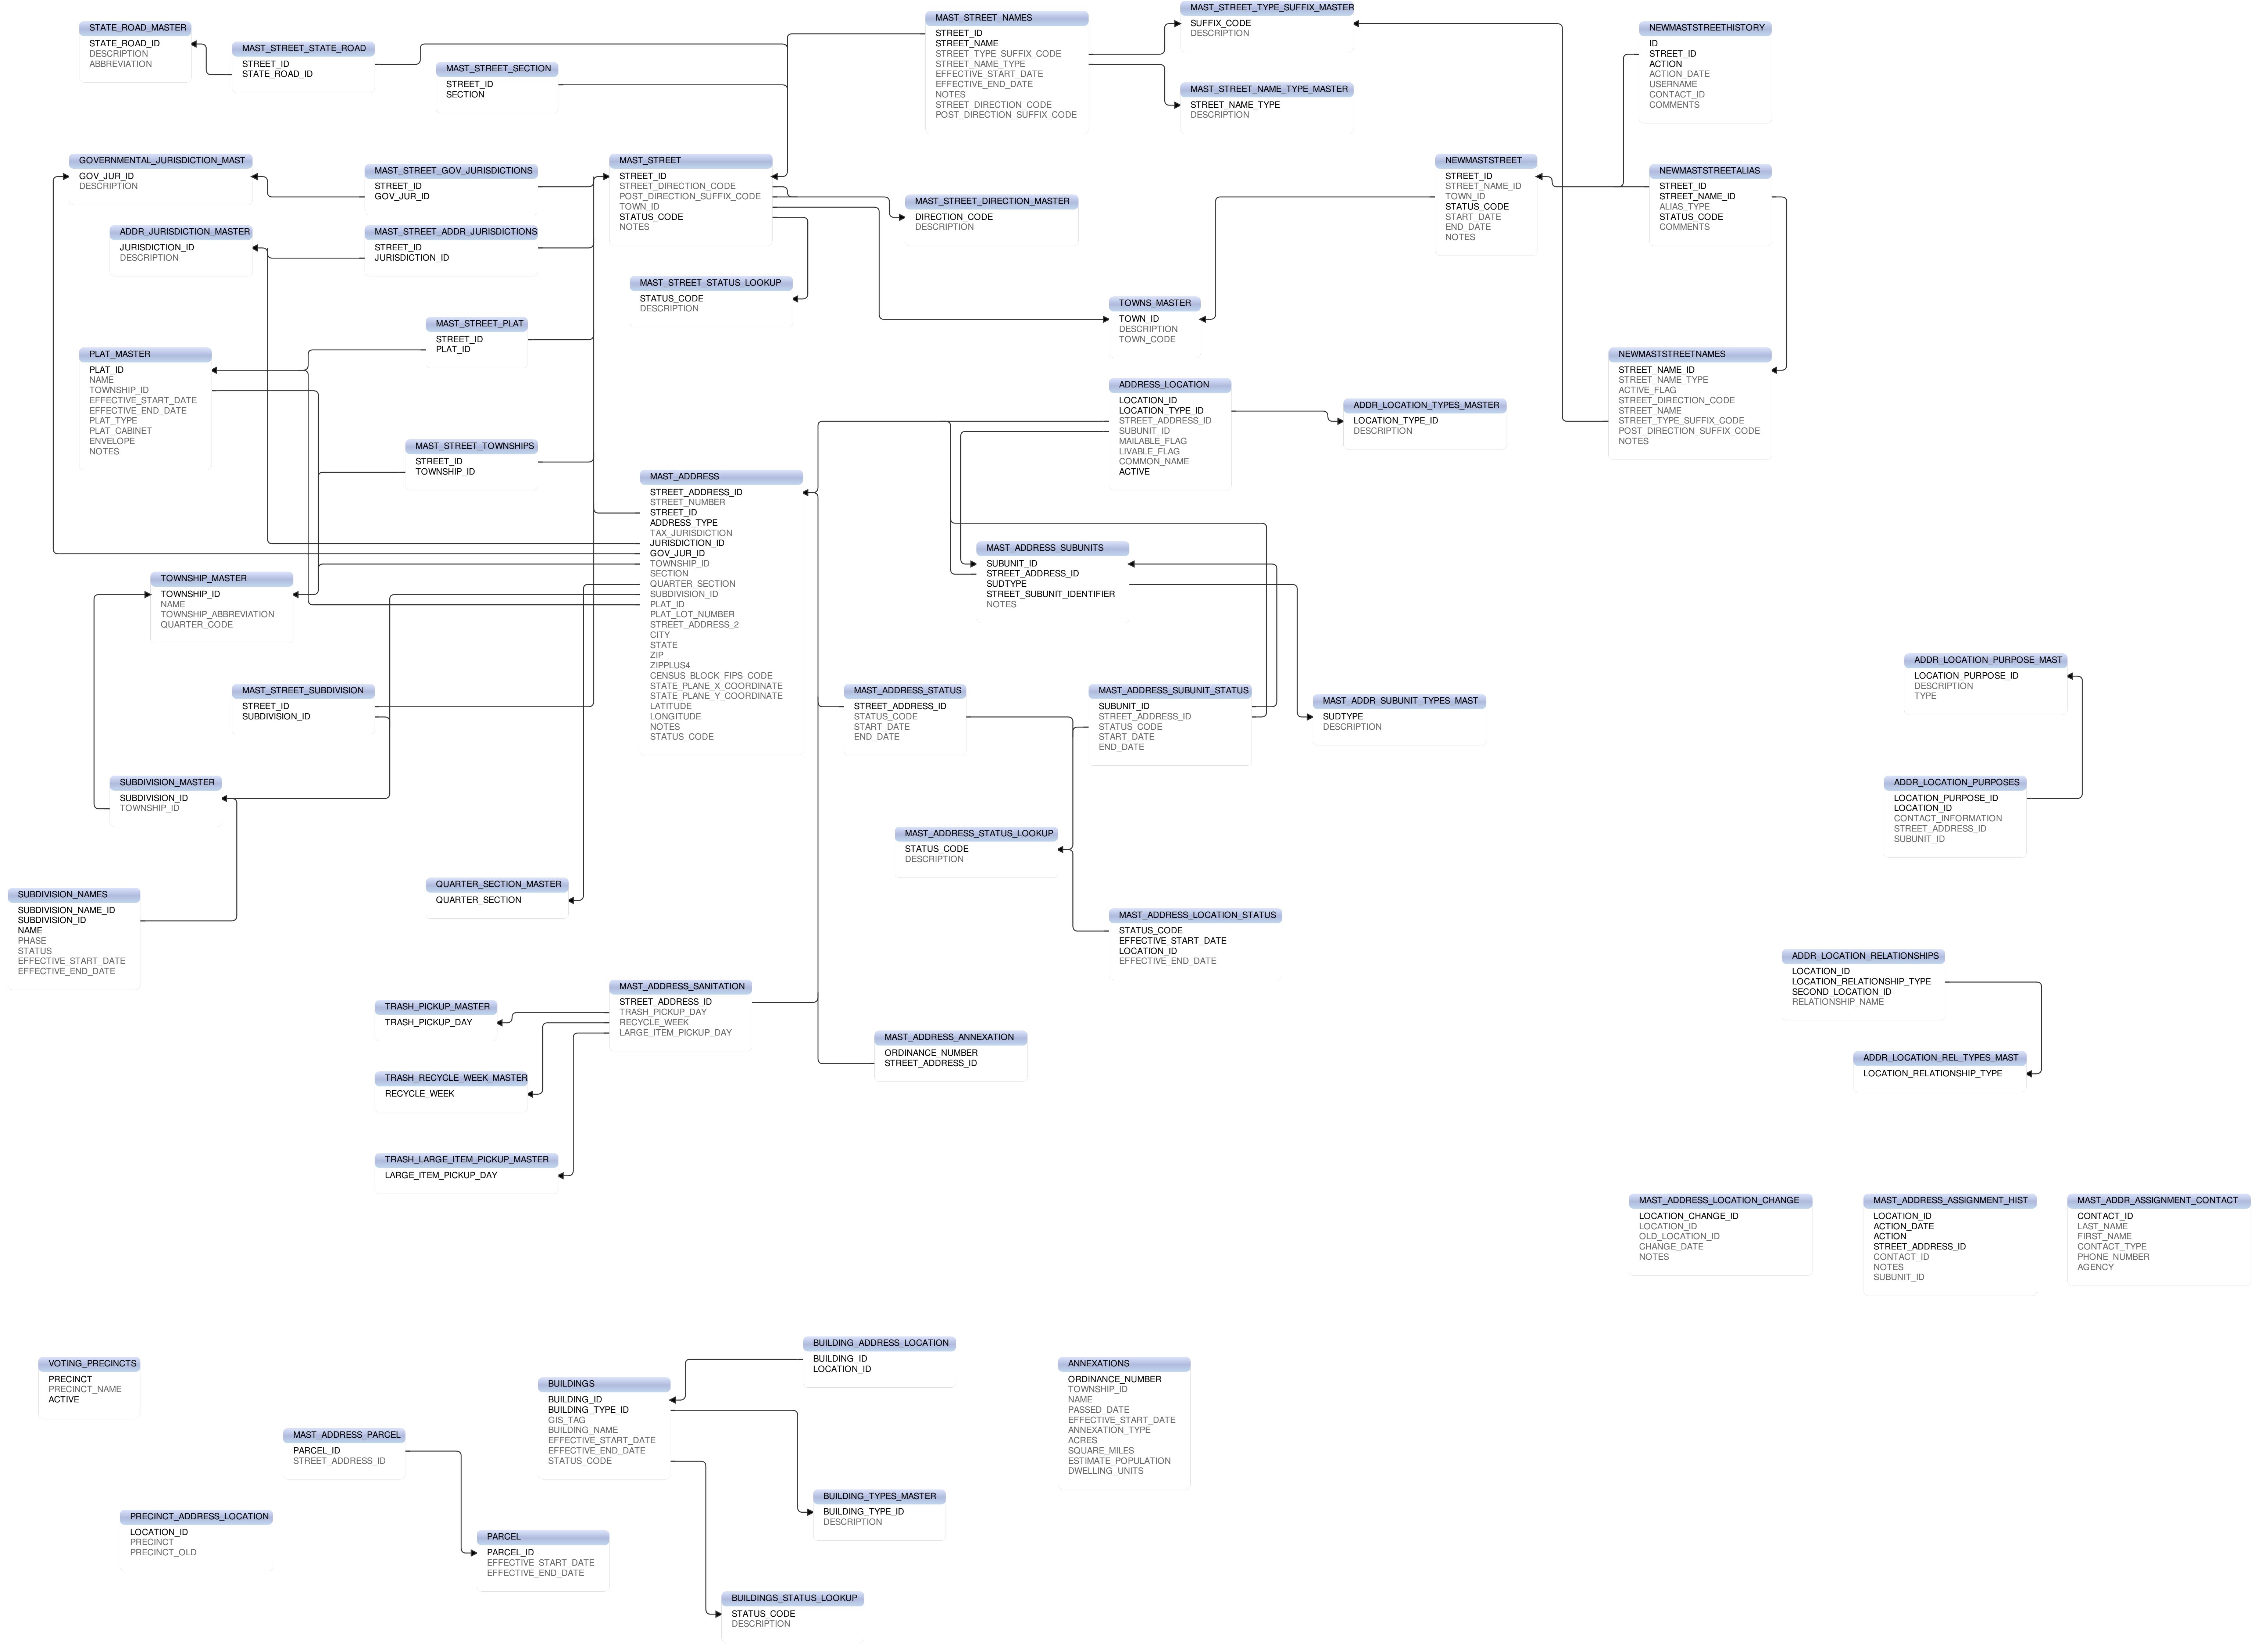 STATE_ROAD_MASTER
STATE_ROAD_ID
DESCRIPTION
ABBREVIATION
MAST_STREET_STATE_ROAD
STREET_ID
STATE_ROAD_ID
MAST_STREET_SECTION
STREET_ID
SECTION
MAST_STREET_NAMES
STREET_ID
STREET_NAME
STREET_TYPE_SUFFIX_CODE
STREET_NAME_TYPE
EFFECTIVE_START_DATE
EFFECTIVE_END_DATE
NOTES
STREET_DIRECTION_CODE
POST_DIRECTION_SUFFIX_CODE
MAST_STREET_TYPE_SUFFIX_MASTER
SUFFIX_CODE
DESCRIPTION
MAST_STREET_NAME_TYPE_MASTER
STREET_NAME_TYPE
DESCRIPTION
NEWMASTSTREETHISTORY
ID
STREET_ID
ACTION
ACTION_DATE
USERNAME
CONTACT_ID
COMMENTS
GOVERNMENTAL_JURISDICTION_MAST
GOV_JUR_ID
DESCRIPTION
MAST_STREET_GOV_JURISDICTIONS
STREET_ID
GOV_JUR_ID
MAST_STREET
STREET_ID
STREET_DIRECTION_CODE
POST_DIRECTION_SUFFIX_CODE
TOWN_ID
STATUS_CODE
NOTES
MAST_STREET_DIRECTION_MASTER
DIRECTION_CODE
DESCRIPTION
NEWMASTSTREET
STREET_ID
STREET_NAME_ID
TOWN_ID
STATUS_CODE
START_DATE
END_DATE
NOTES
NEWMASTSTREETALIAS
STREET_ID
STREET_NAME_ID
ALIAS_TYPE
STATUS_CODE
COMMENTS
ADDR_JURISDICTION_MASTER
JURISDICTION_ID
DESCRIPTION
MAST_STREET_ADDR_JURISDICTIONS
STREET_ID
JURISDICTION_ID
MAST_STREET_STATUS_LOOKUP
STATUS_CODE
DESCRIPTION
TOWNS_MASTER
TOWN_ID
DESCRIPTION
TOWN_CODE
MAST_STREET_PLAT
STREET_ID
PLAT_ID
PLAT_MASTER
PLAT_ID
NAME
TOWNSHIP_ID
EFFECTIVE_START_DATE
EFFECTIVE_END_DATE
PLAT_TYPE
PLAT_CABINET
ENVELOPE
NOTES
NEWMASTSTREETNAMES
STREET_NAME_ID
STREET_NAME_TYPE
ACTIVE_FLAG
STREET_DIRECTION_CODE
STREET_NAME
STREET_TYPE_SUFFIX_CODE
POST_DIRECTION_SUFFIX_CODE
NOTES
ADDRESS_LOCATION
LOCATION_ID
LOCATION_TYPE_ID
STREET_ADDRESS_ID
SUBUNIT_ID
MAILABLE_FLAG
LIVABLE_FLAG
COMMON_NAME
ACTIVE
ADDR_LOCATION_TYPES_MASTER
LOCATION_TYPE_ID
DESCRIPTION
MAST_STREET_TOWNSHIPS
STREET_ID
TOWNSHIP_ID
MAST_ADDRESS
STREET_ADDRESS_ID
STREET_NUMBER
STREET_ID
ADDRESS_TYPE
TAX_JURISDICTION
JURISDICTION_ID
GOV_JUR_ID
TOWNSHIP_ID
SECTION
QUARTER_SECTION
SUBDIVISION_ID
PLAT_ID
PLAT_LOT_NUMBER
STREET_ADDRESS_2
CITY
STATE
ZIP
ZIPPLUS4
CENSUS_BLOCK_FIPS_CODE
STATE_PLANE_X_COORDINATE
STATE_PLANE_Y_COORDINATE
LATITUDE
LONGITUDE
NOTES
STATUS_CODE
MAST_ADDRESS_SUBUNITS
SUBUNIT_ID
STREET_ADDRESS_ID
SUDTYPE
STREET_SUBUNIT_IDENTIFIER
NOTES
TOWNSHIP_MASTER
TOWNSHIP_ID
NAME
TOWNSHIP_ABBREVIATION
QUARTER_CODE
ADDR_LOCATION_PURPOSE_MAST
LOCATION_PURPOSE_ID
DESCRIPTION
TYPE
MAST_STREET_SUBDIVISION
STREET_ID
SUBDIVISION_ID
MAST_ADDRESS_STATUS
STREET_ADDRESS_ID
STATUS_CODE
START_DATE
END_DATE
MAST_ADDRESS_SUBUNIT_STATUS
SUBUNIT_ID
STREET_ADDRESS_ID
STATUS_CODE
START_DATE
END_DATE
MAST_ADDR_SUBUNIT_TYPES_MAST
SUDTYPE
DESCRIPTION
SUBDIVISION_MASTER
SUBDIVISION_ID
TOWNSHIP_ID
ADDR_LOCATION_PURPOSES
LOCATION_PURPOSE_ID
LOCATION_ID
CONTACT_INFORMATION
STREET_ADDRESS_ID
SUBUNIT_ID
MAST_ADDRESS_STATUS_LOOKUP
STATUS_CODE
DESCRIPTION
SUBDIVISION_NAMES
SUBDIVISION_NAME_ID
SUBDIVISION_ID
NAME
PHASE
STATUS
EFFECTIVE_START_DATE
EFFECTIVE_END_DATE
QUARTER_SECTION_MASTER
QUARTER_SECTION
MAST_ADDRESS_LOCATION_STATUS
STATUS_CODE
EFFECTIVE_START_DATE
LOCATION_ID
EFFECTIVE_END_DATE
ADDR_LOCATION_RELATIONSHIPS
LOCATION_ID
LOCATION_RELATIONSHIP_TYPE
SECOND_LOCATION_ID
RELATIONSHIP_NAME
MAST_ADDRESS_SANITATION
STREET_ADDRESS_ID
TRASH_PICKUP_DAY
RECYCLE_WEEK
LARGE_ITEM_PICKUP_DAY
TRASH_PICKUP_MASTER
TRASH_PICKUP_DAY
MAST_ADDRESS_ANNEXATION
ORDINANCE_NUMBER
STREET_ADDRESS_ID
ADDR_LOCATION_REL_TYPES_MAST
LOCATION_RELATIONSHIP_TYPE
TRASH_RECYCLE_WEEK_MASTER
RECYCLE_WEEK
TRASH_LARGE_ITEM_PICKUP_MASTER
LARGE_ITEM_PICKUP_DAY
MAST_ADDRESS_LOCATION_CHANGE
LOCATION_CHANGE_ID
LOCATION_ID
OLD_LOCATION_ID
CHANGE_DATE
NOTES
MAST_ADDRESS_ASSIGNMENT_HIST
LOCATION_ID
ACTION_DATE
ACTION
STREET_ADDRESS_ID
CONTACT_ID
NOTES
SUBUNIT_ID
MAST_ADDR_ASSIGNMENT_CONTACT
CONTACT_ID
LAST_NAME
FIRST_NAME
CONTACT_TYPE
PHONE_NUMBER
AGENCY
BUILDING_ADDRESS_LOCATION
BUILDING_ID
LOCATION_ID
VOTING_PRECINCTS
PRECINCT
PRECINCT_NAME
ACTIVE
BUILDINGS
BUILDING_ID
BUILDING_TYPE_ID
GIS_TAG
BUILDING_NAME
EFFECTIVE_START_DATE
EFFECTIVE_END_DATE
STATUS_CODE
ANNEXATIONS
ORDINANCE_NUMBER
TOWNSHIP_ID
NAME
PASSED_DATE
EFFECTIVE_START_DATE
ANNEXATION_TYPE
ACRES
SQUARE_MILES
ESTIMATE_POPULATION
DWELLING_UNITS
MAST_ADDRESS_PARCEL
PARCEL_ID
STREET_ADDRESS_ID
BUILDING_TYPES_MASTER
BUILDING_TYPE_ID
DESCRIPTION
PRECINCT_ADDRESS_LOCATION
LOCATION_ID
PRECINCT
PRECINCT_OLD
PARCEL
PARCEL_ID
EFFECTIVE_START_DATE
EFFECTIVE_END_DATE
BUILDINGS_STATUS_LOOKUP
STATUS_CODE
DESCRIPTION